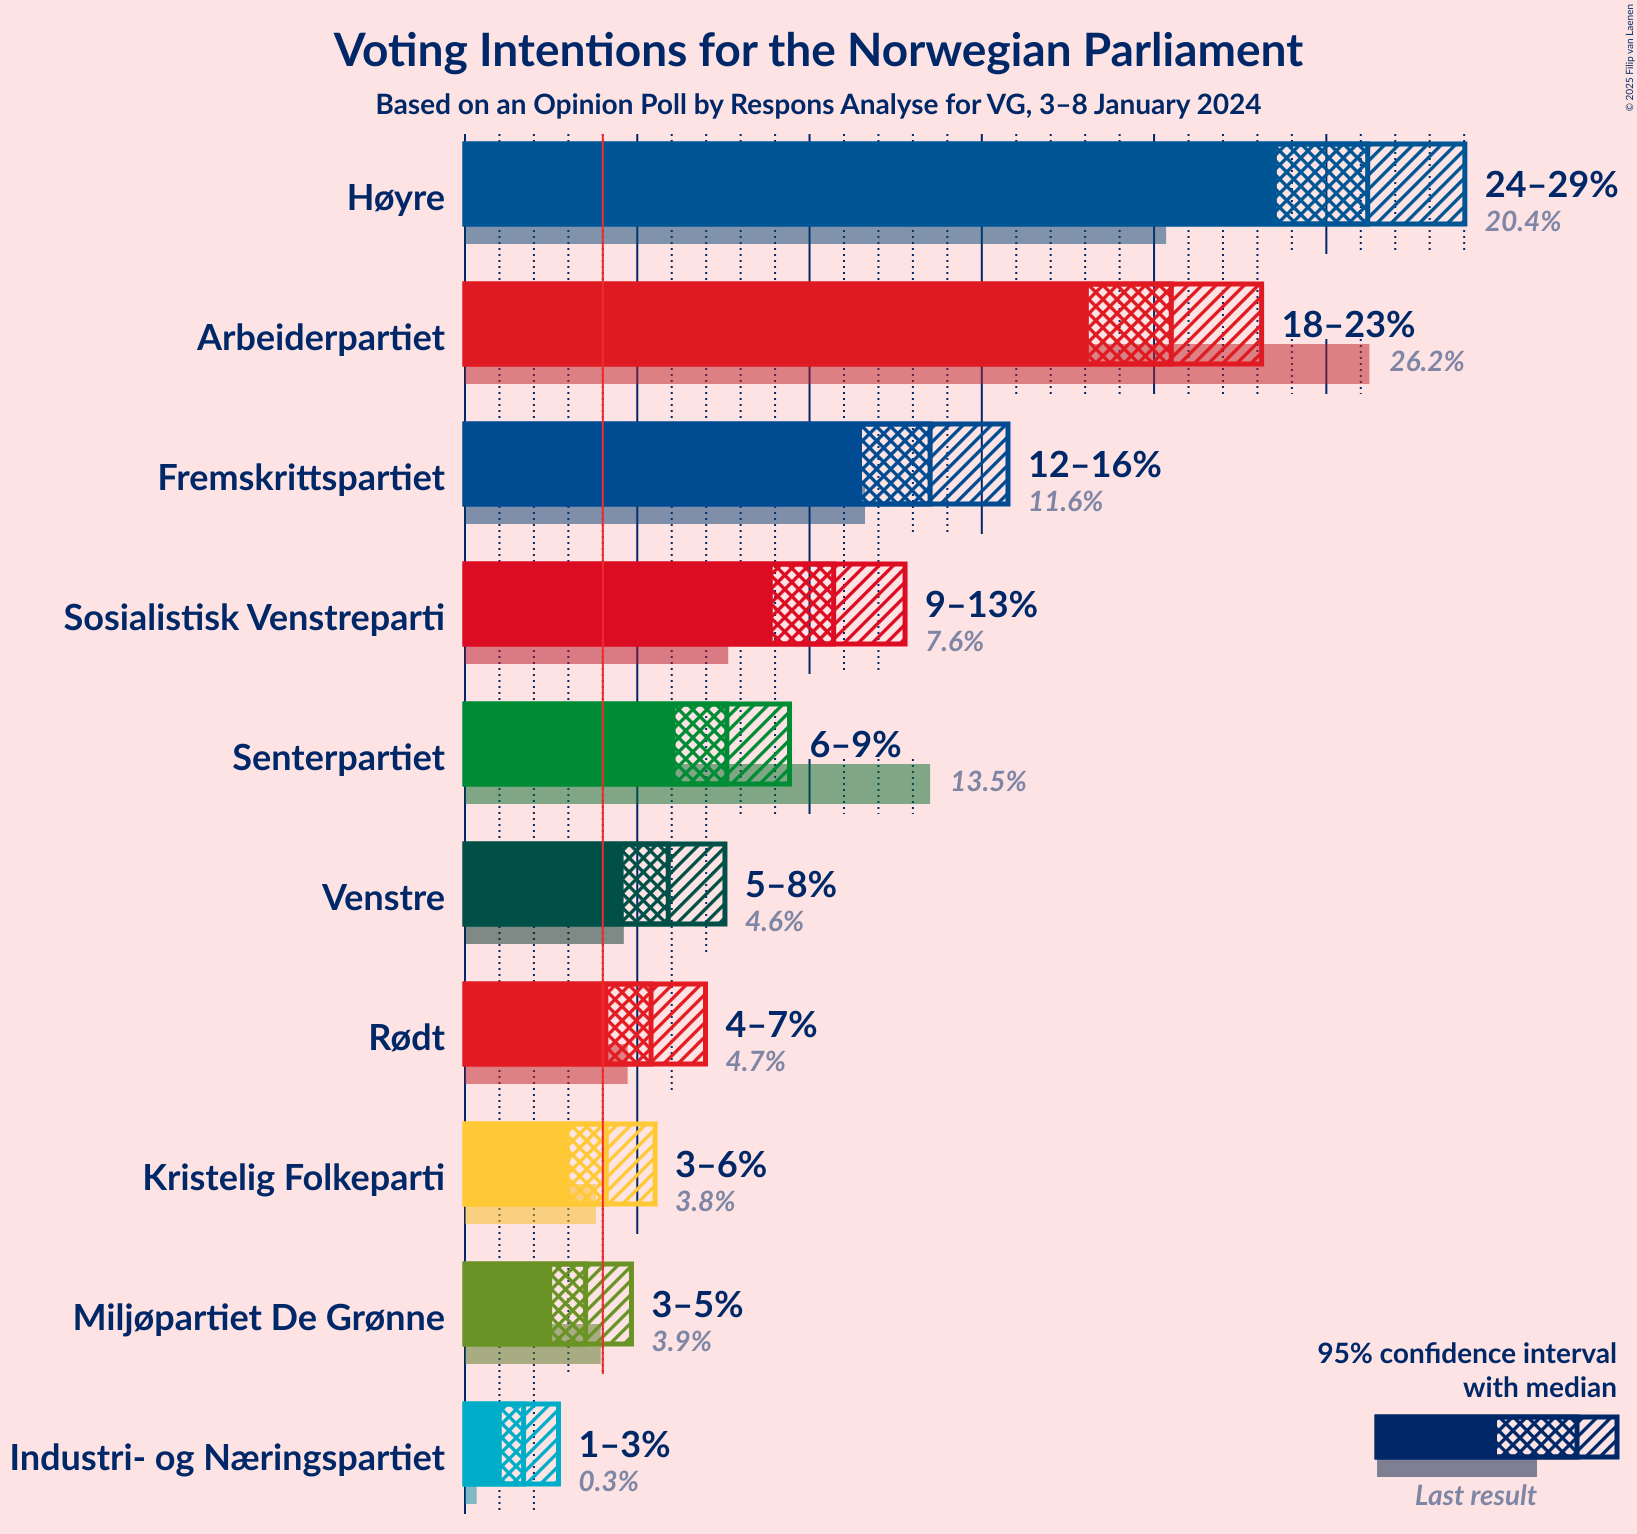 Voting Intentions for the Norwegian Parliament
Based on an Opinion Poll by Respons Analyse for VG, 3–8 January 2024
© 2025 Filip van Laenen
Høyre
24–29%
20.4%
Arbeiderpartiet
18–23%
26.2%
Fremskrittspartiet
12–16%
11.6%
Sosialistisk Venstreparti
9–13%
7.6%
Senterpartiet
6–9%
13.5%
Venstre
5–8%
4.6%
Rødt
4–7%
4.7%
Kristelig Folkeparti
3–6%
3.8%
Miljøpartiet De Grønne
3–5%
3.9%
Industri- og Næringspartiet
1–3%
0.3%
95% confidence interval
with median
Last result